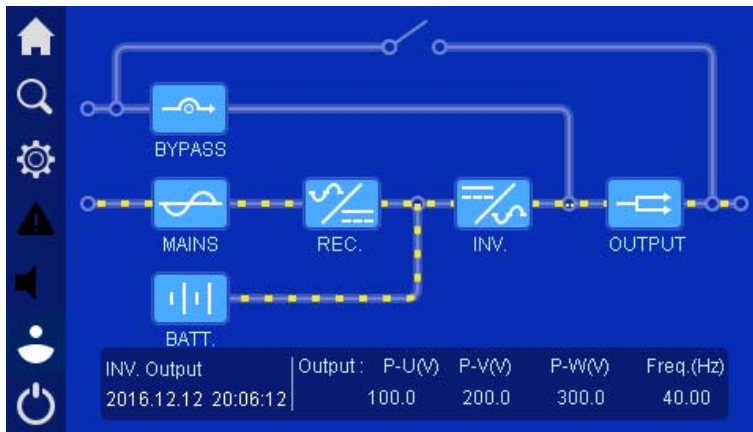 BYPASS
MAINS
REC.
INV.
OUTPUT
BATT.
INV. Output
2016.12.12 20:06:12
Output : P-U(V) P-V(V) P-W(V) Freq.(Hz)
100.0 200.0 300.0 40.00